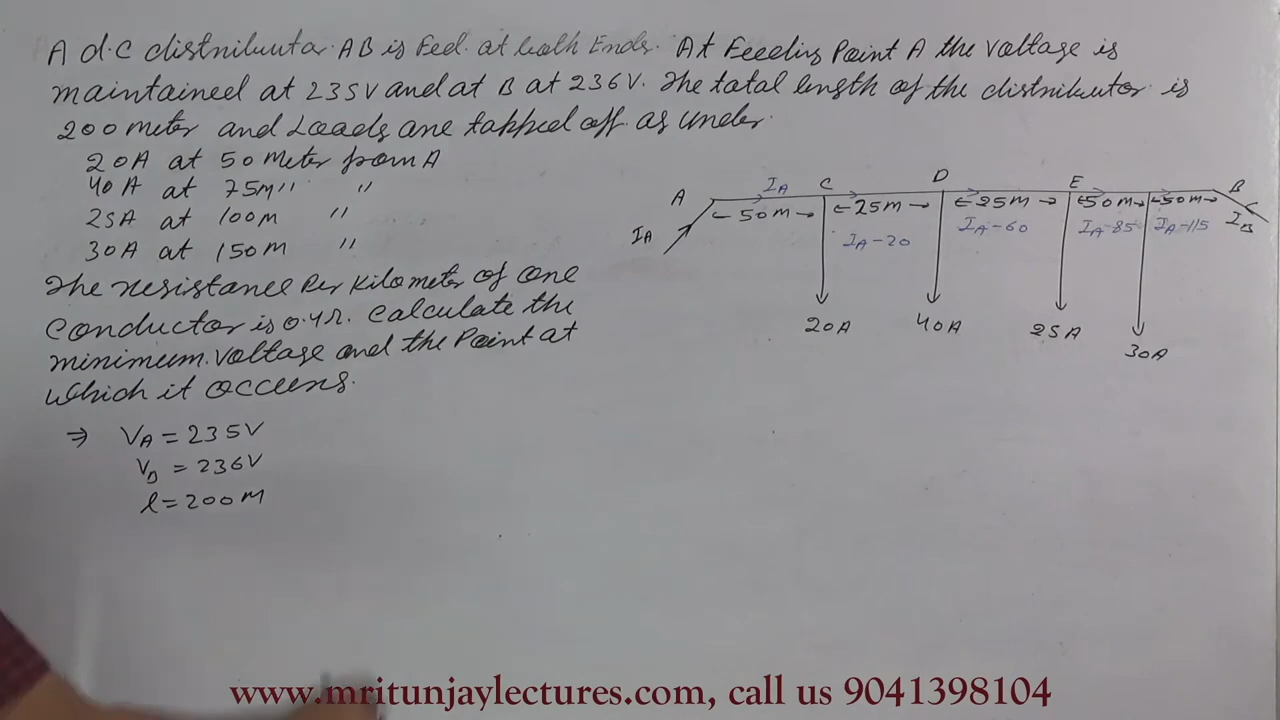 A d.c distributor AB is Fed at both Ends. At Feeding Point A the voltage is
maintained at 235V and at B at 236V. The total length of the distributor is
200 meter and Loads are tapped off as under.
20A at 50 Meter from A
40A at 75M " "
25A at 100m "
30A at 150m "
The resistance Per Kilometer of one
Conductor is 0.4Ω. Calculate the
minimum voltage and the Point at
which it occurs.
⇒ VA = 235V
VB = 236V
l = 200M
A IA C D E B
50M 25M 25M 50M 50M
IA IA-20 IA-60 IA-85 IA-115 IB
20A 40A 25A 30A
www.mritunjaylectures.com, call us 9041398104